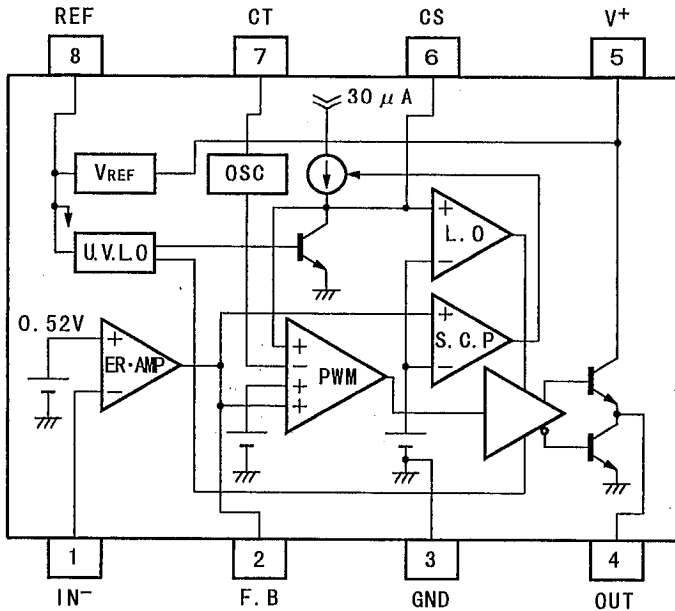 REF CT CS V+
8 7 6 5
30 μA
VREF OSC
+ L.O
U.V.L.O −
0.52V + S.C.P
+ ER·AMP + PWM −
− −
+
+
1 2 3 4
IN− F.B GND OUT